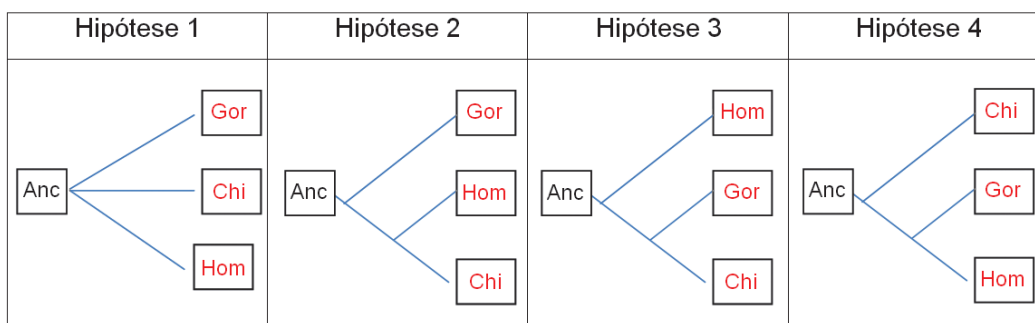 Hipótese 1 Hipótese 2 Hipótese 3 Hipótese 4
Gor Gor Hom Chi
Anc Chi Anc Hom Anc Gor Anc Gor
Hom Chi Chi Hom